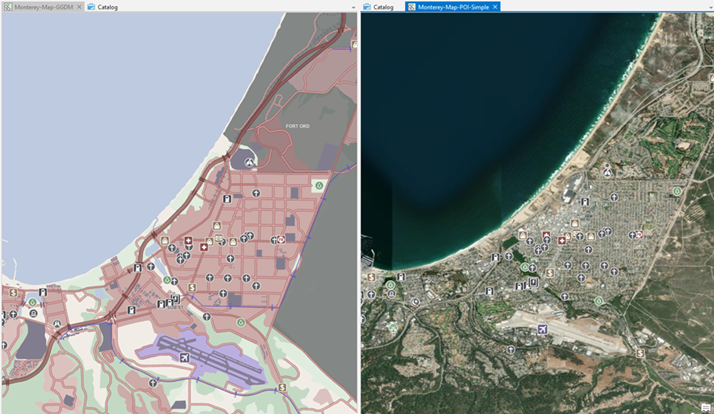 Monterey-Map-GGDM
Catalog
Catalog
Monterey-Map-POI-Simple
FORT ORD